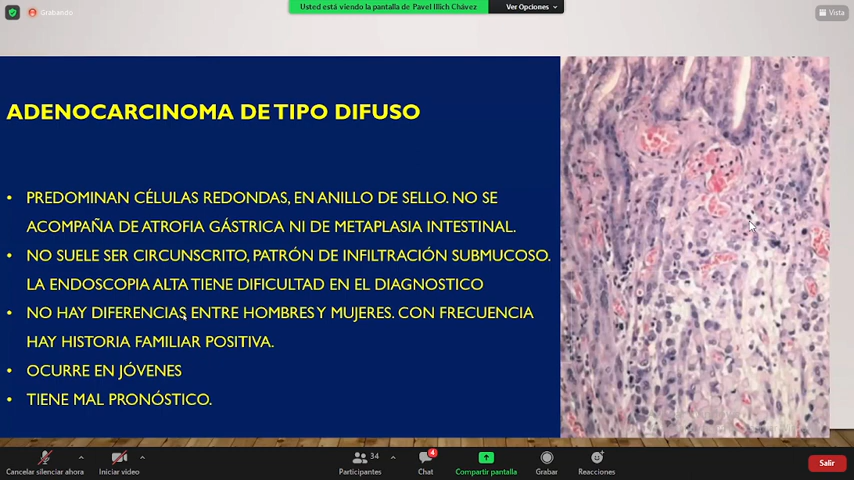 Grabando
Usted está viendo la pantalla de Pavel Illich Chávez
Ver Opciones
Vista
ADENOCARCINOMA DE TIPO DIFUSO
• PREDOMINAN CÉLULAS REDONDAS, EN ANILLO DE SELLO. NO SE
ACOMPAÑA DE ATROFIA GÁSTRICA NI DE METAPLASIA INTESTINAL.
• NO SUELE SER CIRCUNSCRITO, PATRÓN DE INFILTRACIÓN SUBMUCOSO.
LA ENDOSCOPIA ALTA TIENE DIFICULTAD EN EL DIAGNOSTICO
• NO HAY DIFERENCIAS ENTRE HOMBRES Y MUJERES. CON FRECUENCIA
HAY HISTORIA FAMILIAR POSITIVA.
• OCURRE EN JÓVENES
• TIENE MAL PRONÓSTICO.
34
4
Cancelar silenciar ahora
Iniciar video
Participantes
Chat
Compartir pantalla
Grabar
Reacciones
Salir